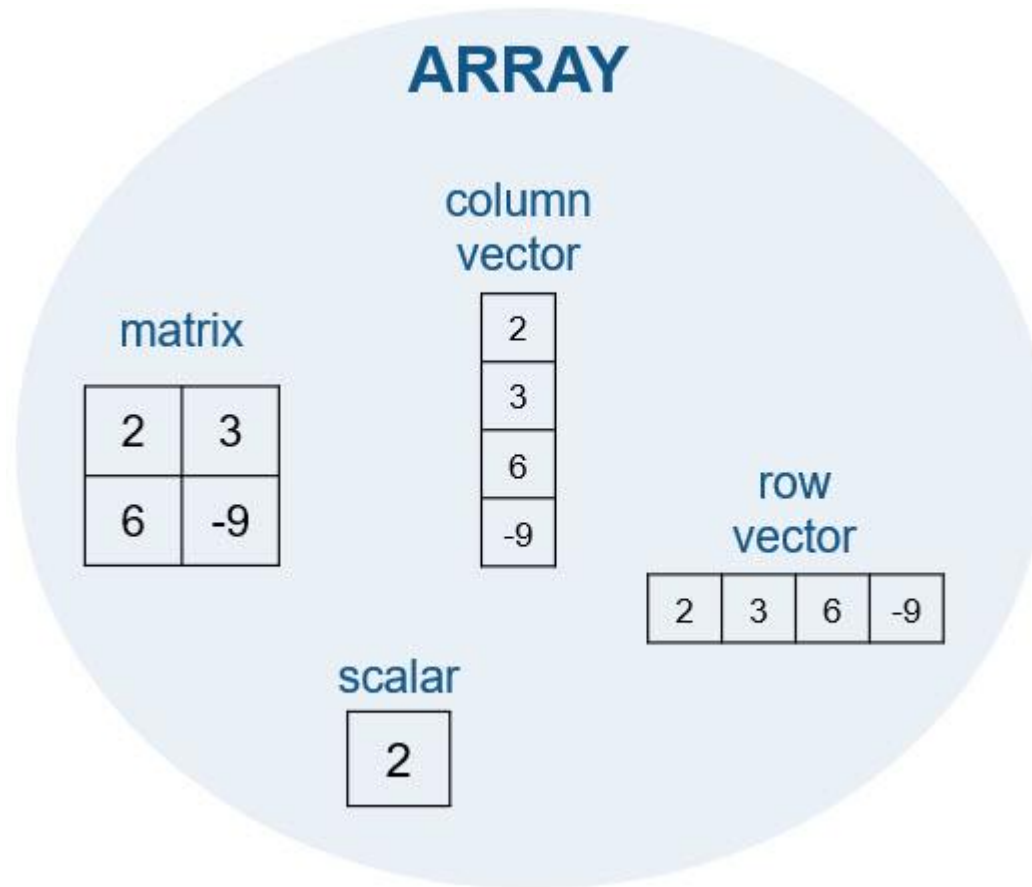 ARRAY
column
vector
2
3
6
-9
matrix
2 3
6 -9
row
vector
2 3 6 -9
scalar
2